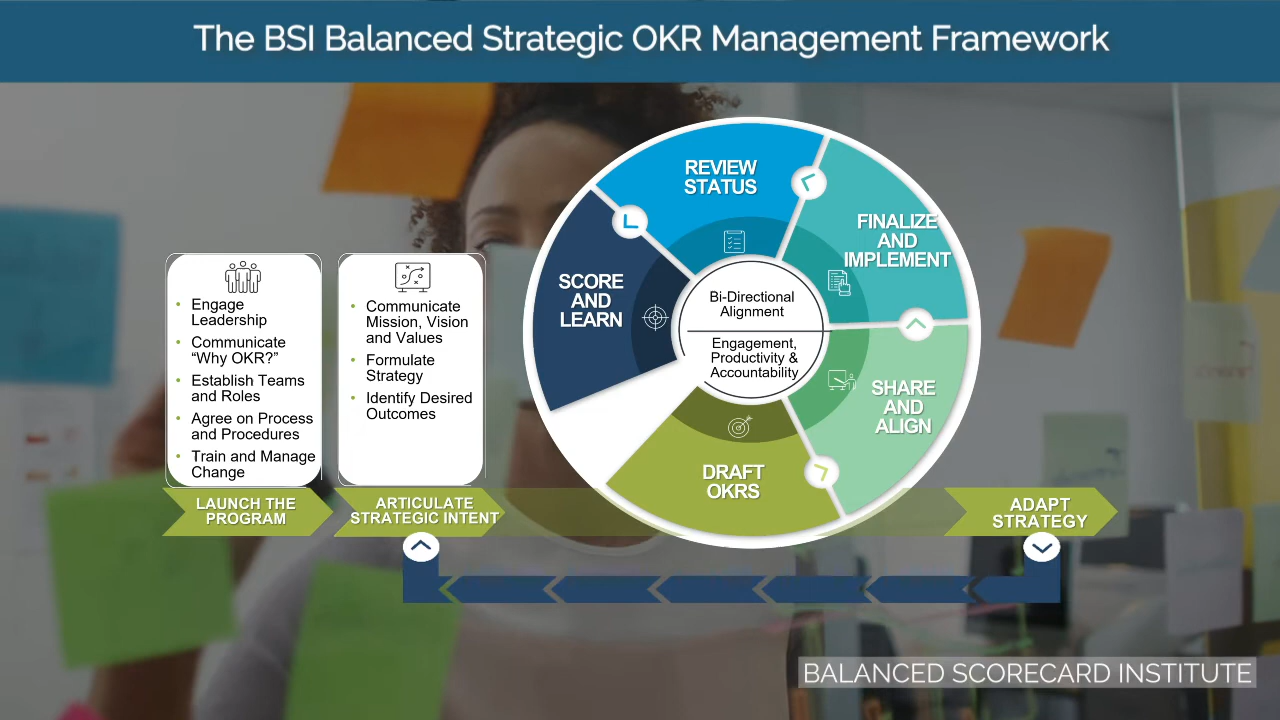 The BSI Balanced Strategic OKR Management Framework
REVIEW
STATUS
FINALIZE
AND
IMPLEMENT
SCORE
AND
LEARN
Bi-Directional
Alignment
Engagement,
Productivity &
Accountability
SHARE
AND
ALIGN
DRAFT
OKRS
• Engage
Leadership
• Communicate
“Why OKR?”
• Establish Teams
and Roles
• Agree on Process
and Procedures
• Train and Manage
Change
• Communicate
Mission, Vision
and Values
• Formulate
Strategy
• Identify Desired
Outcomes
LAUNCH THE
PROGRAM
ARTICULATE
STRATEGIC INTENT
ADAPT
STRATEGY
BALANCED SCORECARD INSTITUTE